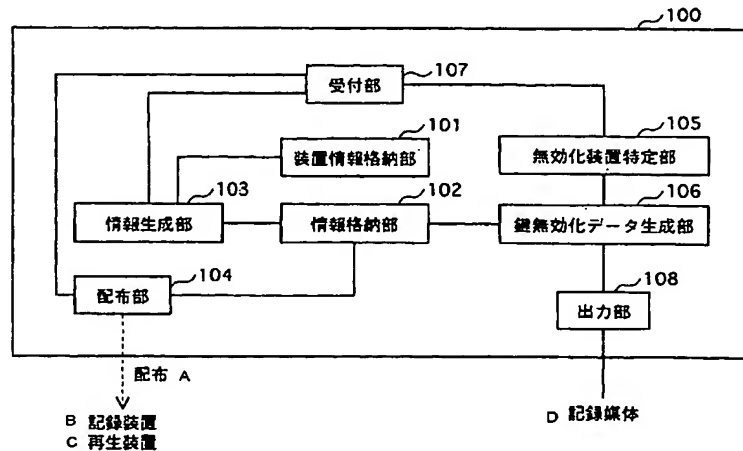 100
受付部
107
101
装置情報格納部
105
無効化装置特定部
103
情報生成部
102
情報格納部
106
鍵無効化データ生成部
104
配布部
108
出力部
配布 A
B 記録装置
C 再生装置
D 記録媒体